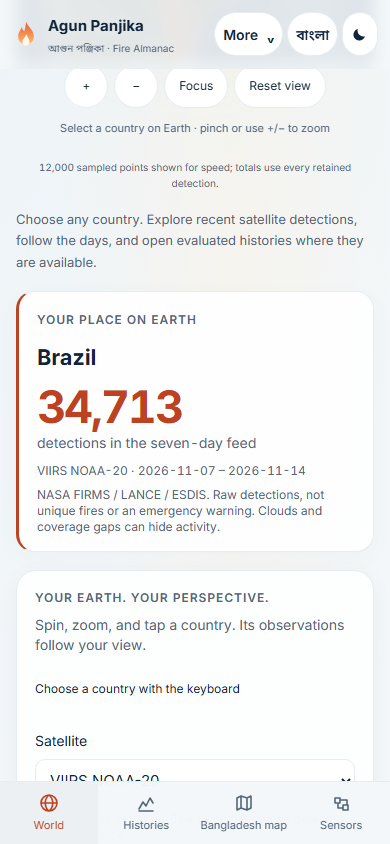 Agun Panjika
আগুন পঞ্জিকা · Fire Almanac
More
বাংলা
+
−
Focus
Reset view
Select a country on Earth · pinch or use +/− to zoom
12,000 sampled points shown for speed; totals use every retained
detection.
Choose any country. Explore recent satellite detections,
follow the days, and open evaluated histories where they
are available.
YOUR PLACE ON EARTH
Brazil
34,713
detections in the seven-day feed
VIIRS NOAA-20 · 2026-11-07 – 2026-11-14
NASA FIRMS / LANCE / ESDIS. Raw detections, not
unique fires or an emergency warning. Clouds and
coverage gaps can hide activity.
YOUR EARTH. YOUR PERSPECTIVE.
Spin, zoom, and tap a country. Its observations
follow your view.
Choose a country with the keyboard
Satellite
VIIRS NOAA-20
World
Histories
Bangladesh map
Sensors